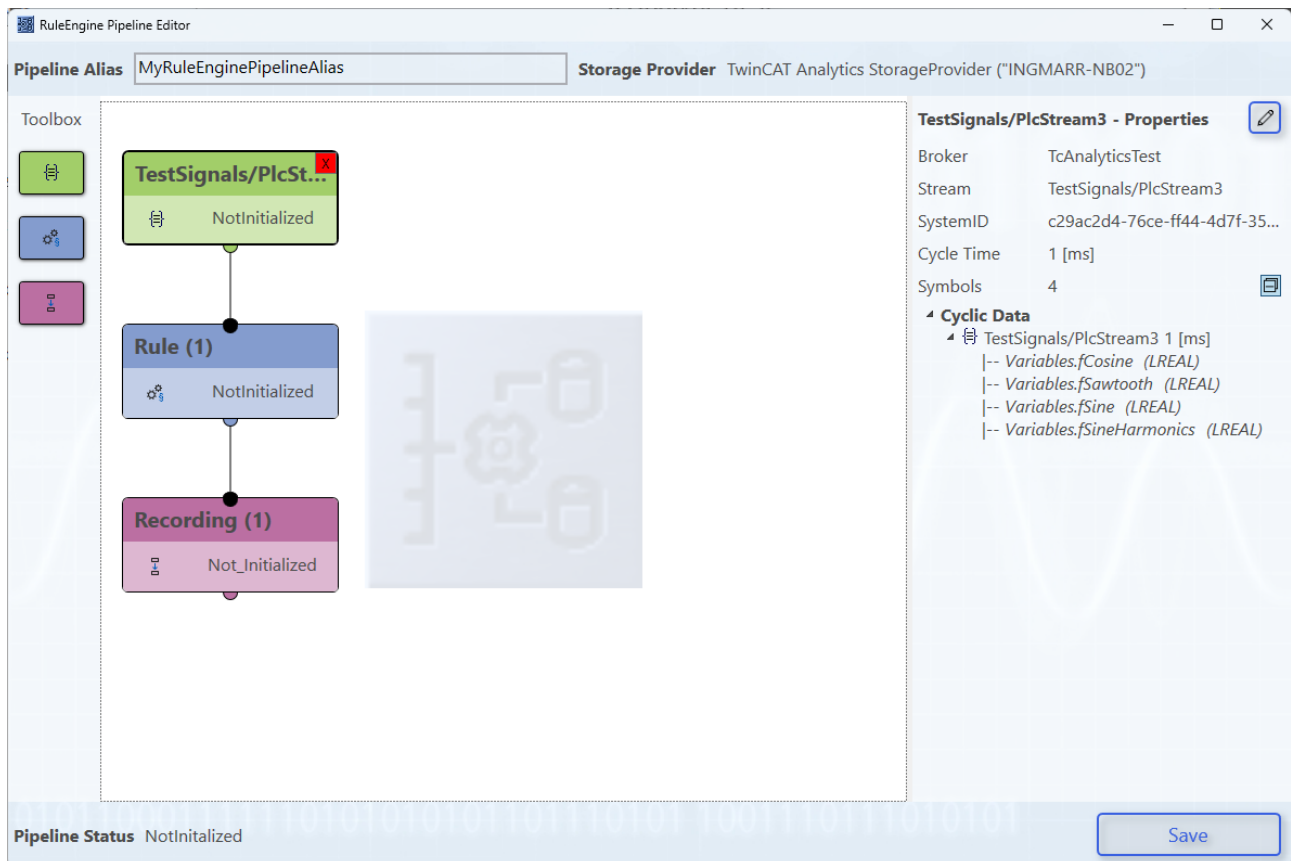 RuleEngine Pipeline Editor
Pipeline Alias MyRuleEnginePipelineAlias Storage Provider TwinCAT Analytics StorageProvider ("INGMARR-NB02")
Toolbox
TestSignals/PlcSt... X
NotInitialized
Rule (1)
NotInitialized
Recording (1)
Not_Initialized
TestSignals/PlcStream3 - Properties
Broker TcAnalyticsTest
Stream TestSignals/PlcStream3
SystemID c29ac2d4-76ce-ff44-4d7f-35...
Cycle Time 1 [ms]
Symbols 4
Cyclic Data
TestSignals/PlcStream3 1 [ms]
|-- Variables.fCosine (LREAL)
|-- Variables.fSawtooth (LREAL)
|-- Variables.fSine (LREAL)
|-- Variables.fSineHarmonics (LREAL)
Pipeline Status NotInitalized
Save